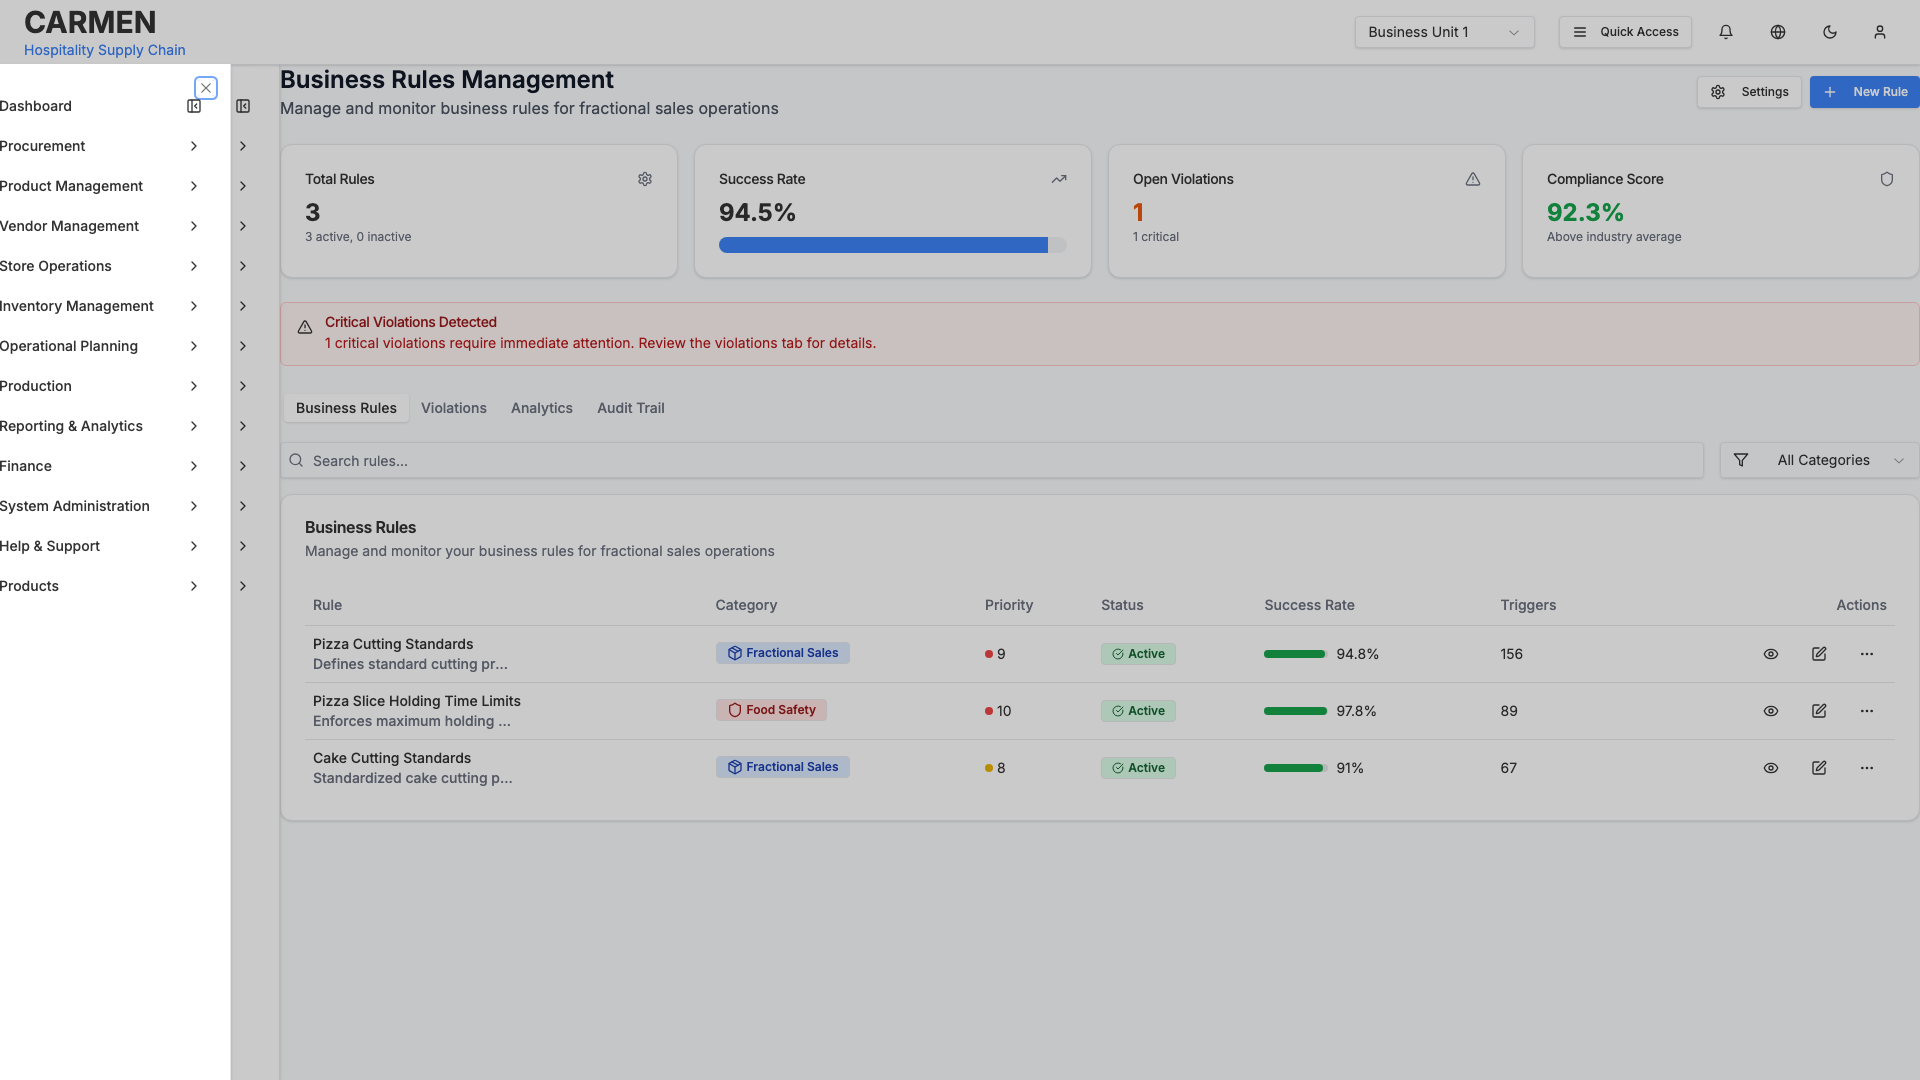 CARMEN
Hospitality Supply Chain
Business Unit 1
Quick Access
Dashboard
Procurement
Product Management
Vendor Management
Store Operations
Inventory Management
Operational Planning
Production
Reporting & Analytics
Finance
System Administration
Help & Support
Products
Business Rules Management
Manage and monitor business rules for fractional sales operations
Settings
New Rule
Total Rules
3
3 active, 0 inactive
Success Rate
94.5%
Open Violations
1
1 critical
Compliance Score
92.3%
Above industry average
Critical Violations Detected
1 critical violations require immediate attention. Review the violations tab for details.
Business Rules Violations Analytics Audit Trail
Search rules...
All Categories
Business Rules
Manage and monitor your business rules for fractional sales operations
Rule Category Priority Status Success Rate Triggers Actions
Pizza Cutting Standards
Defines standard cutting pr...
Fractional Sales 9 Active 94.8% 156
Pizza Slice Holding Time Limits
Enforces maximum holding ...
Food Safety 10 Active 97.8% 89
Cake Cutting Standards
Standardized cake cutting p...
Fractional Sales 8 Active 91% 67